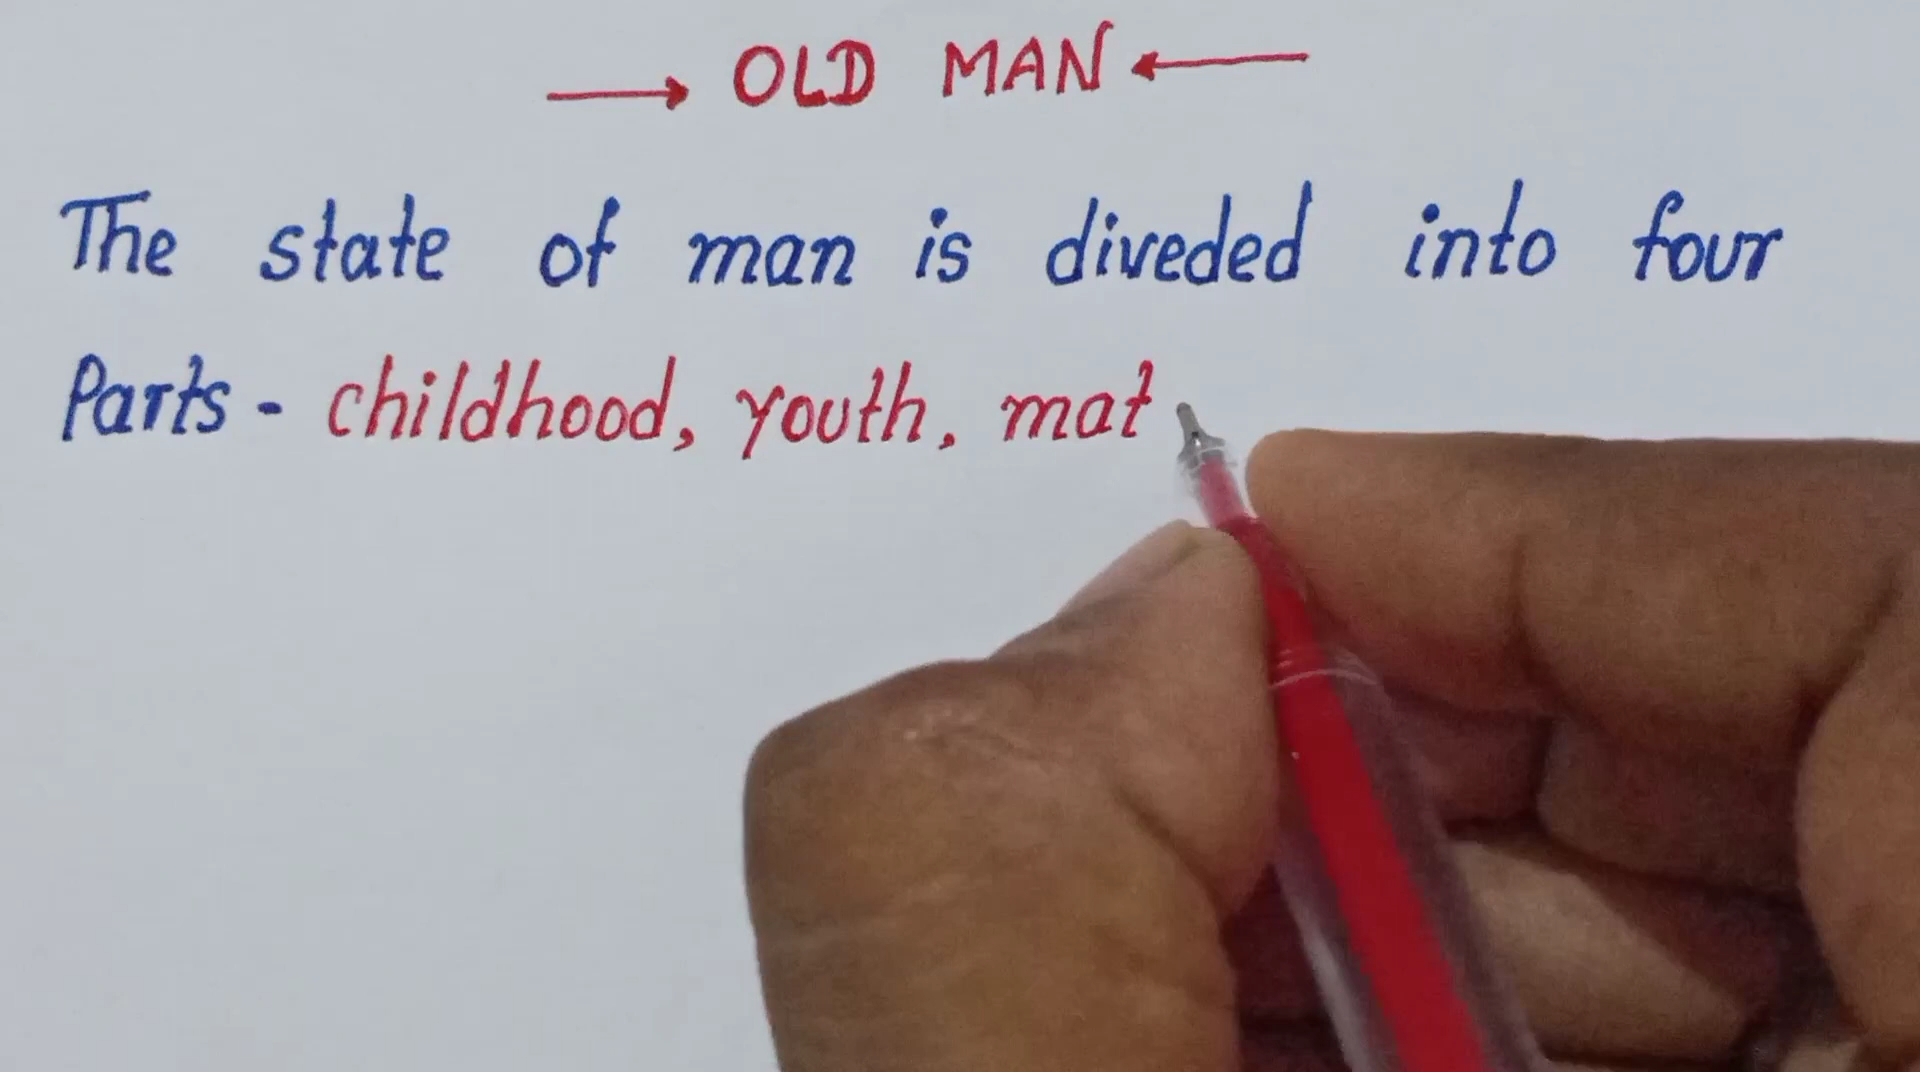 OLD MAN
The state of man is diveded into four
Parts - childhood, youth, mat